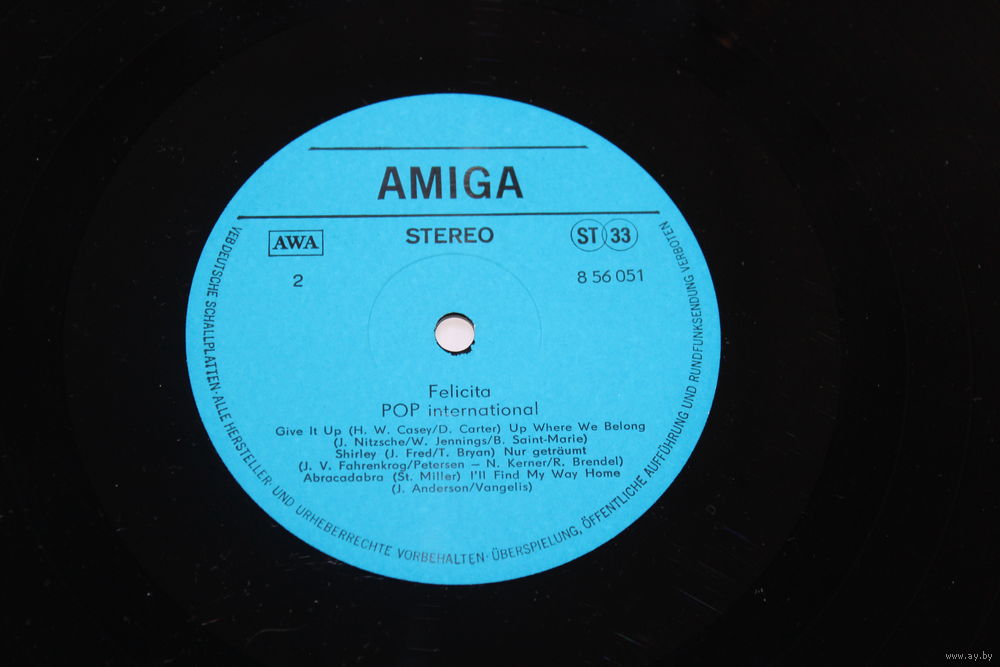 AMIGA
AWA
STEREO
ST 33
2
8 56 051
Felicita
POP international
Give It Up (H. W. Casey/D. Carter) Up Where We Belong
(J. Nitzsche/W. Jennings/B. Saint-Marie)
Shirley (J. Fred/T. Bryan) Nur geträumt
(J. V. Fahrenkrog/Petersen – N. Kerner/R. Brendel)
Abracadabra (St. Miller) I'll Find My Way Home
(J. Anderson/Vangelis)
VEB DEUTSCHE SCHALLPLATTEN · ALLE HERSTELLER- UND URHEBERRECHTE VORBEHALTEN · ÜBERSPIELUNG, ÖFFENTLICHE AUFFÜHRUNG UND RUNDFUNKSENDUNG VERBOTEN
www.ay.by